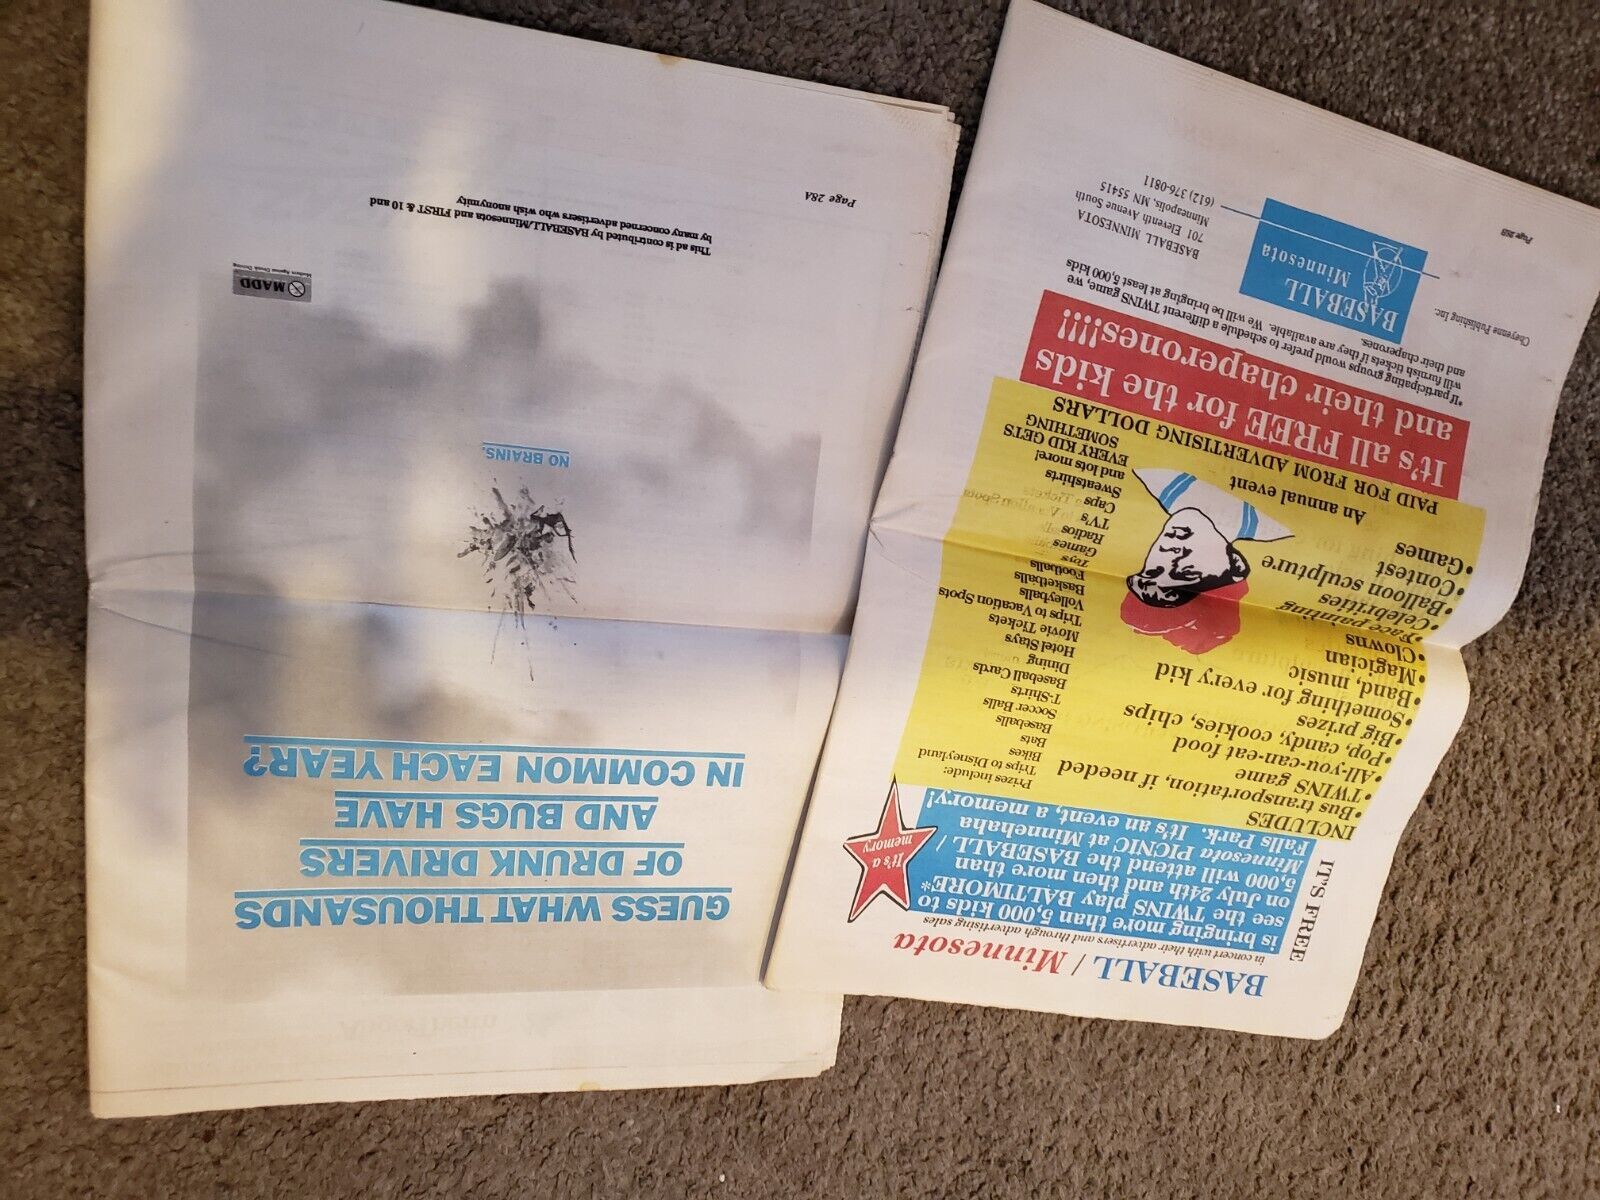 GUESS WHAT THOUSANDS
OF DRUNK DRIVERS
AND BUGS HAVE
IN COMMON EACH YEAR?
NO BRAINS.
MADD
Mothers Against Drunk Driving
This ad is contributed by BASEBALL/Minnesota and FIRST & 10 and
by many concerned advertisers who wish anonymity
Page 28A
BASEBALL / Minnesota
in concert with their advertisers and through advertising sales
is bringing more than 5,000 kids to
see the TWINS play BALTIMORE*
on July 24th and then more than
5,000 will attend the BASEBALL /
Minnesota PICNIC at Minnehaha
Falls Park. It's an event, a memory!
IT'S FREE
It's a
memory
INCLUDES
• Bus transportation, if needed
• TWINS game
• All-you-can-eat food
• Pop, candy, cookies, chips
• Big prizes
• Something for every kid
• Band, music
• Magician
• Clowns
• Face painting
• Celebrities
• Balloon sculpture
• Contest
• Games
Prizes include:
Trips to Disneyland
Bikes
Bats
Baseballs
Soccer Balls
T-Shirts
Baseball Cards
Dining
Hotel Stays
Movie Tickets
Trips to Vacation Spots
Volleyballs
Basketballs
Footballs
Toys
Games
Radios
TV's
Caps
Sweatshirts
and lots more!
EVERY KID GETS
SOMETHING
An annual event
PAID FOR FROM ADVERTISING DOLLARS
It's all FREE for the kids
and their chaperones!!!!
*If participating groups would prefer to schedule a different TWINS game, we
will furnish tickets if they are available. We will be bringing at least 5,000 kids
and their chaperones.
BASEBALL
Minnesota
BASEBALL MINNESOTA
701 Eleventh Avenue South
Minneapolis, MN 55415
(612) 376-0811
Cheyenne Publishing Inc.